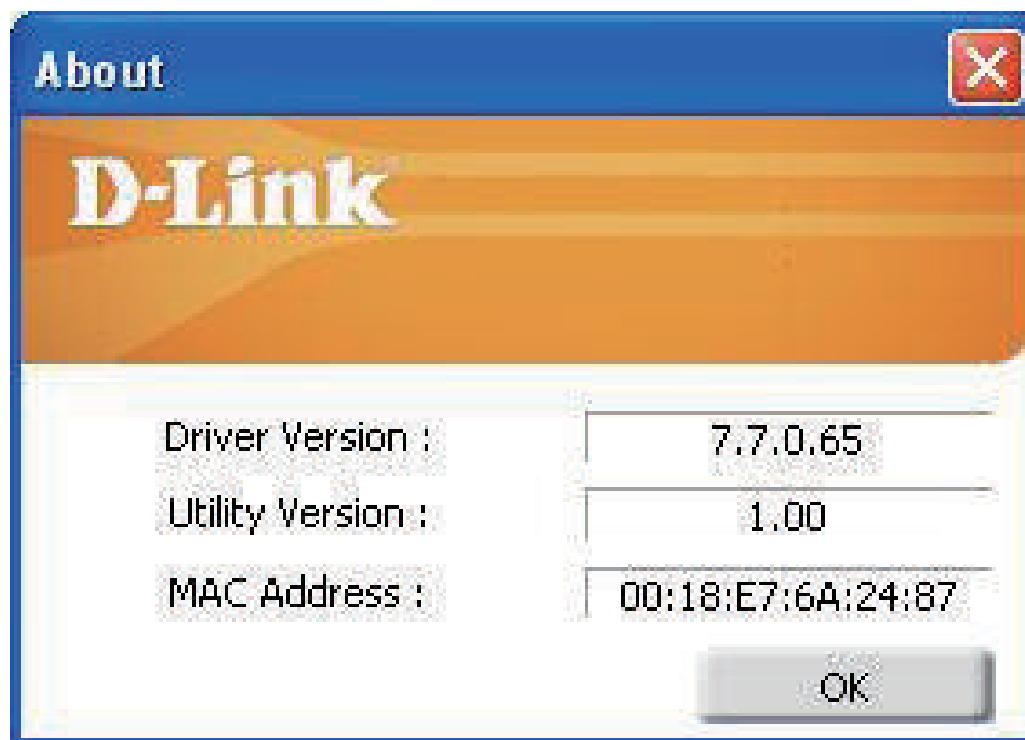 About
D-Link
Driver Version : 7.7.0.65
Utility Version : 1.00
MAC Address : 00:18:E7:6A:24:87
OK